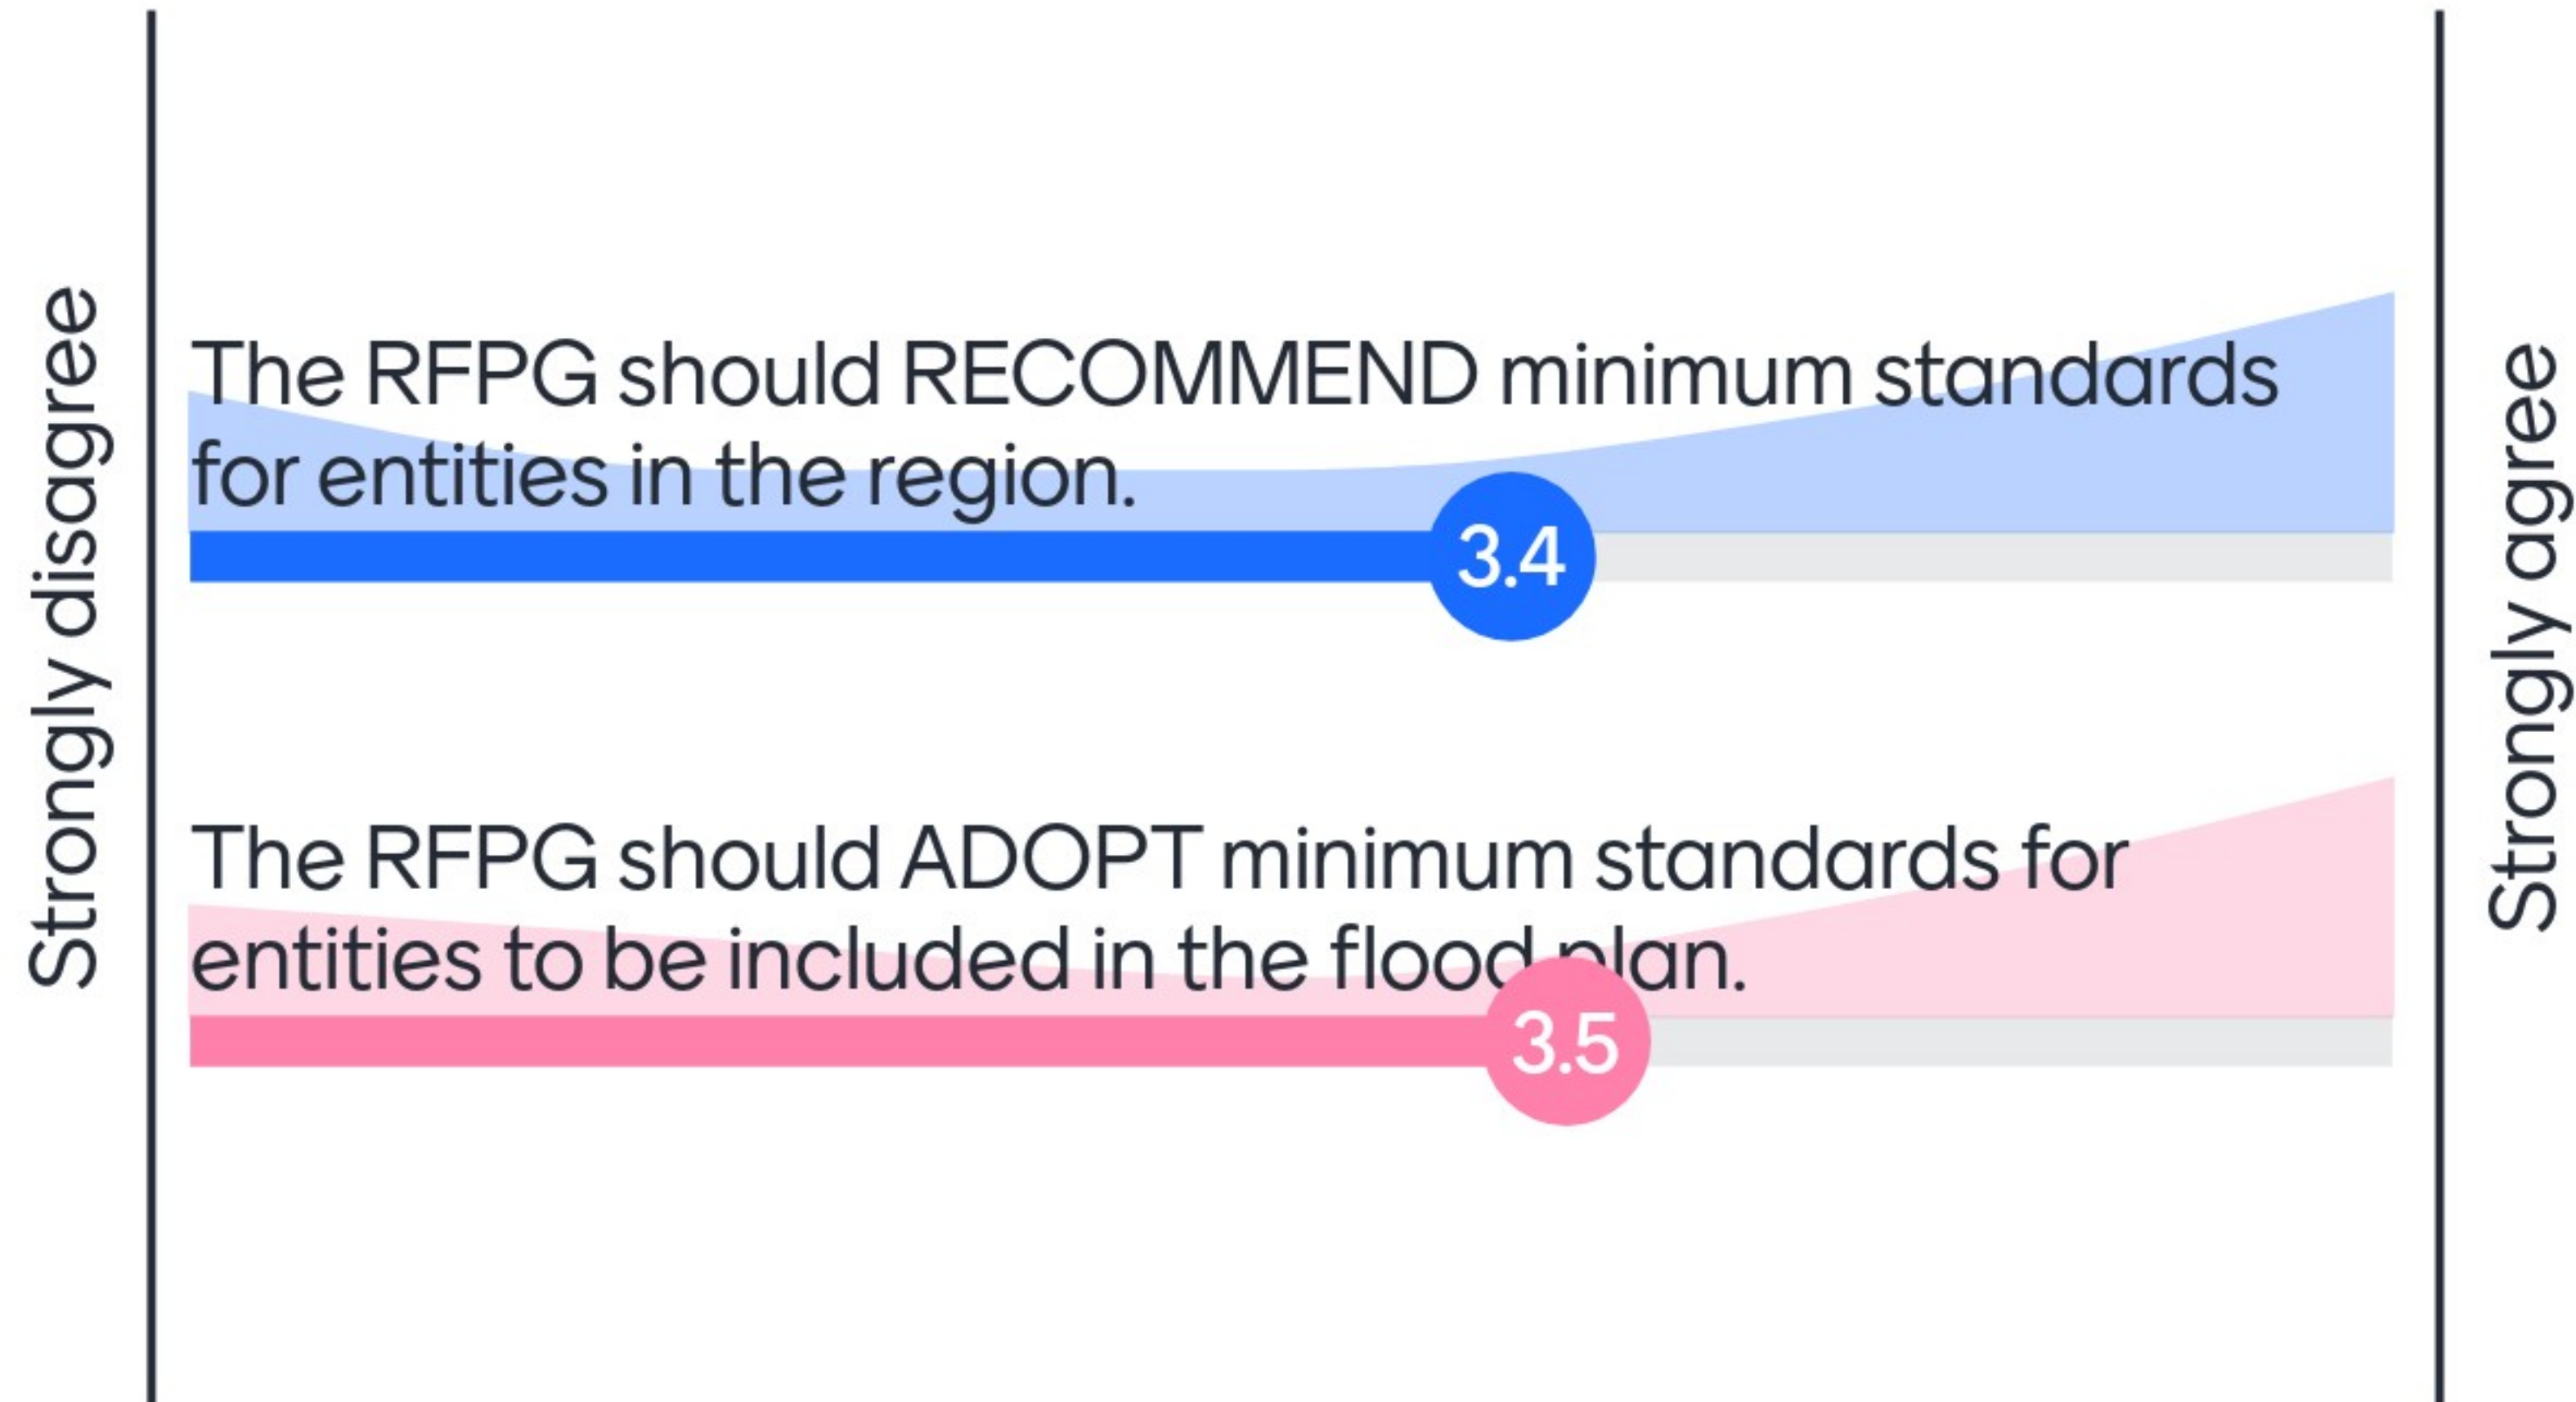 Strongly disagree
The RFPG should RECOMMEND minimum standards
for entities in the region.
3.4
The RFPG should ADOPT minimum standards for
entities to be included in the flood plan.
3.5
Strongly agree